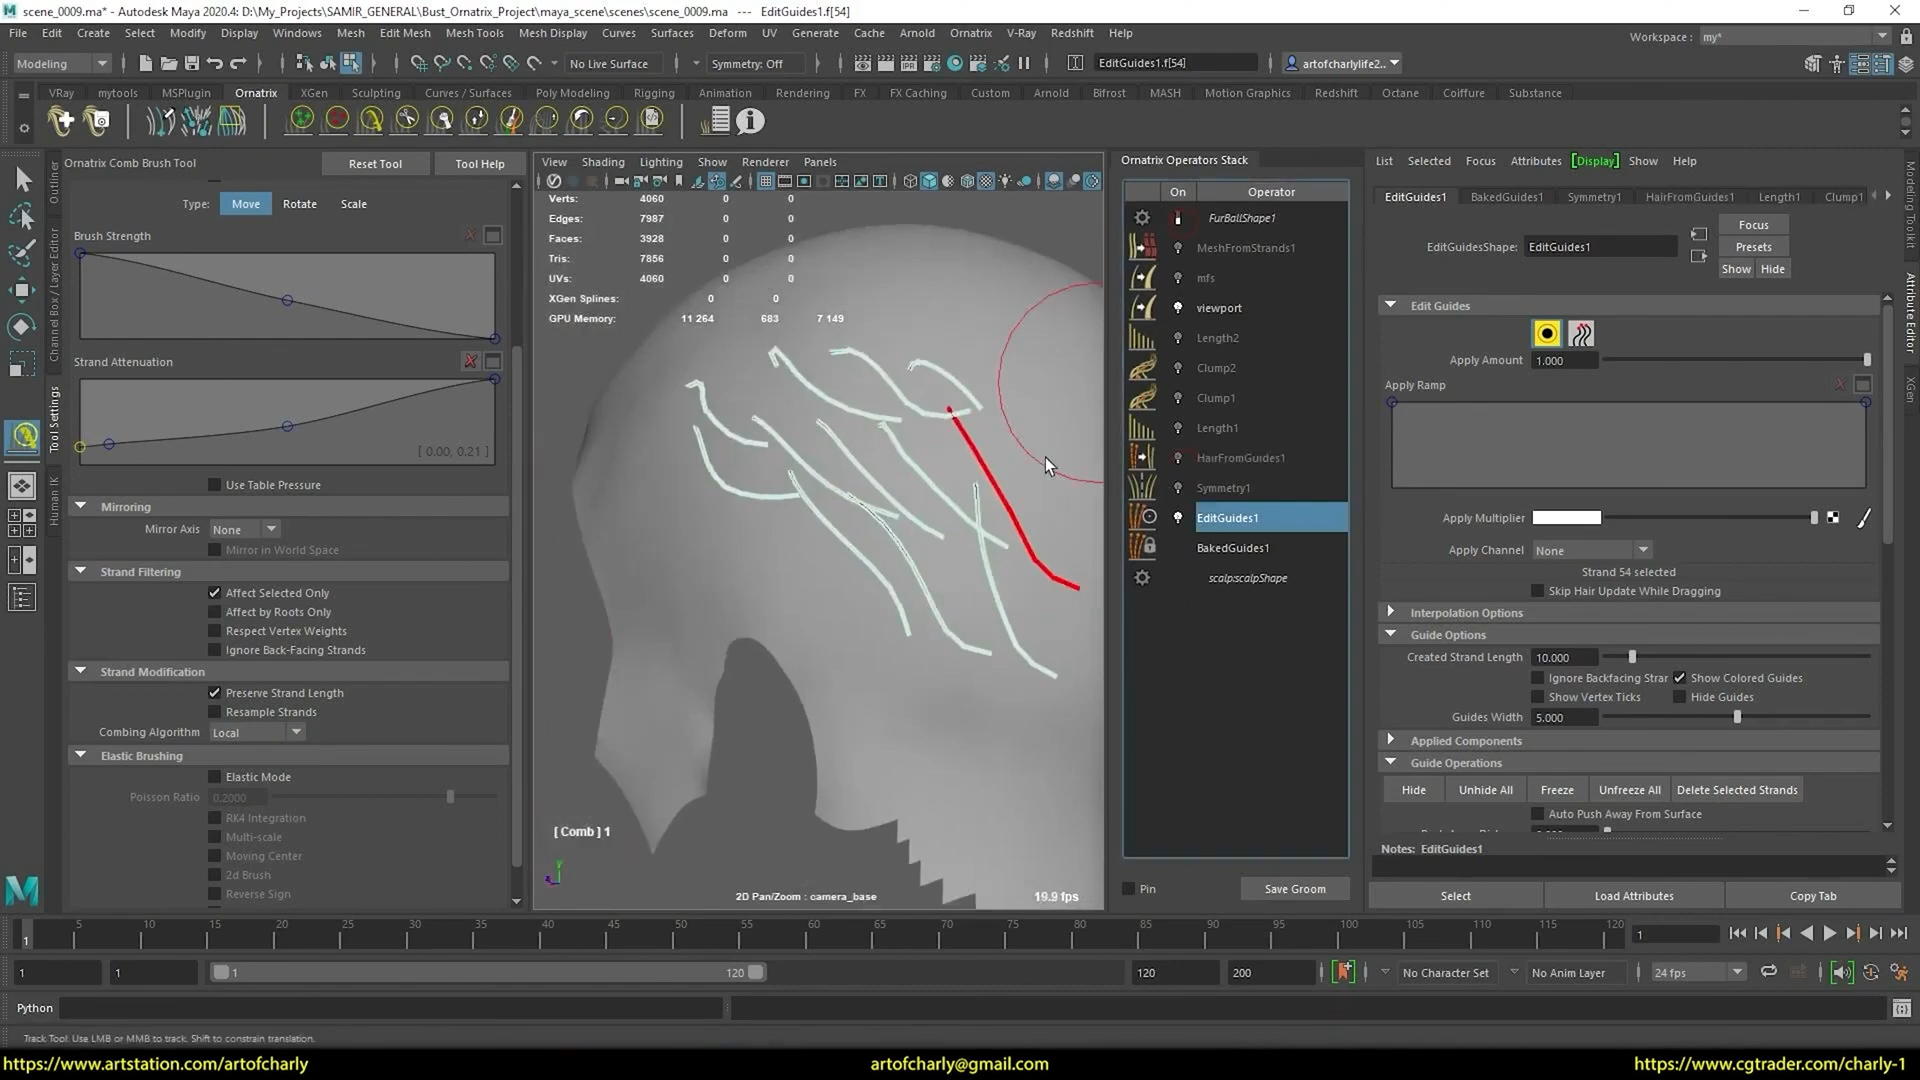 scene_0009.ma* - Autodesk Maya 2020.4: D:\My_Projects\SAMIR_GENERAL\Bust_Ornatrix_Project\maya_scene\scenes\scene_0009.ma --- EditGuides1.f[54]
File Edit Create Select Modify Display Windows Mesh Edit Mesh Mesh Tools Mesh Display Curves Surfaces Deform UV Generate Cache Arnold Ornatrix V-Ray Redshift Help
Workspace : my*
Modeling No Live Surface Symmetry: Off EditGuides1.f[54] artofcharlylife2...
VRay mytools MSPlugin Ornatrix XGen Sculpting Curves / Surfaces Poly Modeling Rigging Animation Rendering FX FX Caching Custom Arnold Bifrost MASH Motion Graphics Redshift Octane Coiffure Substance
Ornatrix Comb Brush Tool Reset Tool Tool Help
Type: Move Rotate Scale
Brush Strength
Strand Attenuation
[ 0.00, 0.21]
Use Table Pressure
Mirroring
Mirror Axis None
Mirror in World Space
Strand Filtering
Affect Selected Only
Affect by Roots Only
Respect Vertex Weights
Ignore Back-Facing Strands
Strand Modification
Preserve Strand Length
Resample Strands
Combing Algorithm Local
Elastic Brushing
Elastic Mode
Poisson Ratio 0.2000
RK4 Integration
Multi-scale
Moving Center
2d Brush
Reverse Sign
Outliner
Channel Box / Layer Editor
Tool Settings
Human IK
View Shading Lighting Show Renderer Panels
Verts: 4060 0 0
Edges: 7987 0 0
Faces: 3928 0 0
Tris: 7856 0 0
UVs: 4060 0 0
XGen Splines: 0 0
GPU Memory: 11 264 683 7 149
[ Comb ] 1
2D Pan/Zoom : camera_base
19.9 fps
Ornatrix Operators Stack
On Operator
FurBallShape1
MeshFromStrands1
mfs
viewport
Length2
Clump2
Clump1
Length1
HairFromGuides1
Symmetry1
EditGuides1
BakedGuides1
scalp:scalpShape
Pin Save Groom
List Selected Focus Attributes [Display] Show Help
EditGuides1 BakedGuides1 Symmetry1 HairFromGuides1 Length1 Clump1
Focus
EditGuidesShape: EditGuides1 Presets
Show Hide
Edit Guides
Apply Amount 1.000
Apply Ramp
Apply Multiplier
Apply Channel None
Strand 54 selected
Skip Hair Update While Dragging
Interpolation Options
Guide Options
Created Strand Length 10.000
Ignore Backfacing Strar Show Colored Guides
Show Vertex Ticks Hide Guides
Guides Width 5.000
Applied Components
Guide Operations
Hide Unhide All Freeze Unfreeze All Delete Selected Strands
Auto Push Away From Surface
Notes: EditGuides1
Select Load Attributes Copy Tab
Modeling Toolkit
Attribute Editor
XGen
1 5 10 15 20 25 30 35 40 45 50 55 60 65 70 75 80 85 90 95 100 105 110 115 120 1
1 1 1 120 120 200 No Character Set No Anim Layer 24 fps
Python
Track Tool: Use LMB or MMB to track. Shift to constrain translation.
https://www.artstation.com/artofcharly artofcharly@gmail.com https://www.cgtrader.com/charly-1